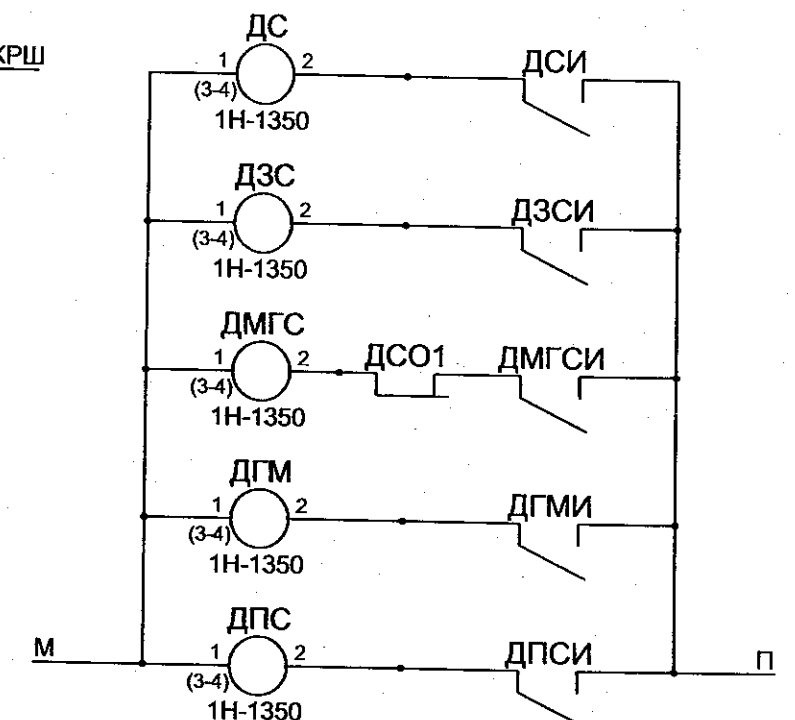 КРШ
ДС
ДСИ
1 2
(3-4)
1Н-1350
ДЗС
ДЗСИ
1 2
(3-4)
1Н-1350
ДМГС
ДСО1 ДМГСИ
1 2
(3-4)
1Н-1350
ДГМ
ДГМИ
1 2
(3-4)
1Н-1350
ДПС
М 1 2 ДПСИ П
(3-4)
1Н-1350